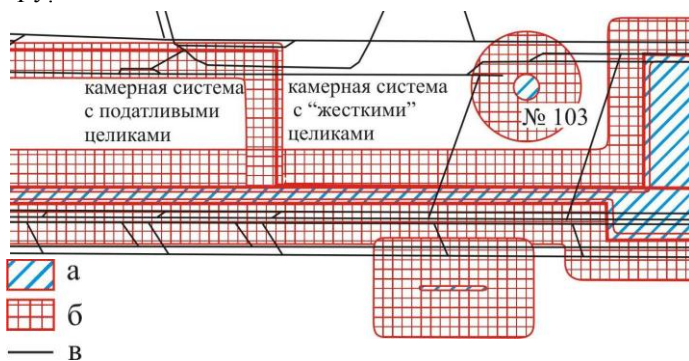 камерная система
с податливыми
целиками
камерная система
с “жесткими”
целиками
№ 103
а
б
в